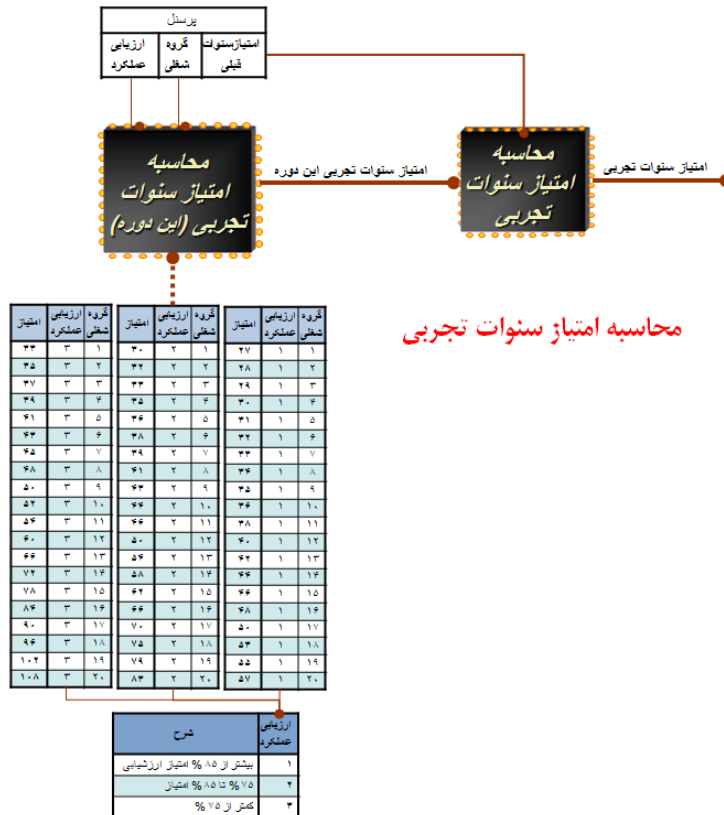 پرسنل
امتیازسنوات قبلی گروه شغلی ارزیابی عملکرد
محاسبه
امتیاز سنوات
تجربی (این دوره)
امتیاز سنوات تجربی این دوره
محاسبه
امتیاز سنوات
تجربی
امتیاز سنوات تجربی
محاسبه امتیاز سنوات تجربی
گروه شغلی ارزیابی عملکرد امتیاز گروه شغلی ارزیابی عملکرد امتیاز گروه شغلی ارزیابی عملکرد امتیاز
۱ ۱ ۲۷ ۱ ۲ ۳۰ ۱ ۳ ۳۳
۲ ۱ ۲۸ ۲ ۲ ۳۲ ۲ ۳ ۳۵
۳ ۱ ۲۹ ۳ ۲ ۳۳ ۳ ۳ ۳۷
۴ ۱ ۳۰ ۴ ۲ ۳۵ ۴ ۳ ۳۹
۵ ۱ ۳۱ ۵ ۲ ۳۶ ۵ ۳ ۴۱
۶ ۱ ۳۲ ۶ ۲ ۳۸ ۶ ۳ ۴۳
۷ ۱ ۳۳ ۷ ۲ ۳۹ ۷ ۳ ۴۵
۸ ۱ ۳۴ ۸ ۲ ۴۱ ۸ ۳ ۴۸
۹ ۱ ۳۵ ۹ ۲ ۴۳ ۹ ۳ ۵۰
۱۰ ۱ ۳۶ ۱۰ ۲ ۴۴ ۱۰ ۳ ۵۲
۱۱ ۱ ۳۸ ۱۱ ۲ ۴۶ ۱۱ ۳ ۵۴
۱۲ ۱ ۴۰ ۱۲ ۲ ۵۰ ۱۲ ۳ ۶۰
۱۳ ۱ ۴۲ ۱۳ ۲ ۵۴ ۱۳ ۳ ۶۶
۱۴ ۱ ۴۴ ۱۴ ۲ ۵۸ ۱۴ ۳ ۷۲
۱۵ ۱ ۴۶ ۱۵ ۲ ۶۲ ۱۵ ۳ ۷۸
۱۶ ۱ ۴۸ ۱۶ ۲ ۶۶ ۱۶ ۳ ۸۴
۱۷ ۱ ۵۰ ۱۷ ۲ ۷۰ ۱۷ ۳ ۹۰
۱۸ ۱ ۵۳ ۱۸ ۲ ۷۵ ۱۸ ۳ ۹۶
۱۹ ۱ ۵۵ ۱۹ ۲ ۷۹ ۱۹ ۳ ۱۰۲
۲۰ ۱ ۵۷ ۲۰ ۲ ۸۳ ۲۰ ۳ ۱۰۸
ارزیابی عملکرد شرح
۱ بیشتر از ۸۵ % امتیاز ارزشیابی
۲ ۷۵ % تا ۸۵ % امتیاز
۳ کمتر از ۷۵ %